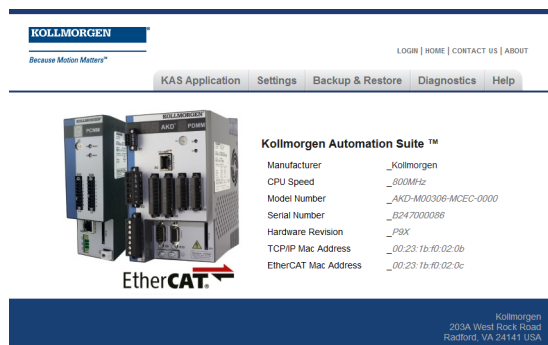 KOLLMORGEN
Because Motion Matters™
LOGIN | HOME | CONTACT US | ABOUT
KAS Application Settings Backup & Restore Diagnostics Help
KOLLMORGEN
PCMM
KOLLMORGEN
AKD PDMM
EtherCAT®
Kollmorgen Automation Suite ™
Manufacturer _Kollmorgen
CPU Speed _800MHz
Model Number _AKD-M00306-MCEC-0000
Serial Number _B247000086
Hardware Revision _P9X
TCP/IP Mac Address _00:23:1b:f0:02:0b
EtherCAT Mac Address _00:23:1b:f0:02:0c
Kollmorgen
203A West Rock Road
Radford, VA 24141 USA